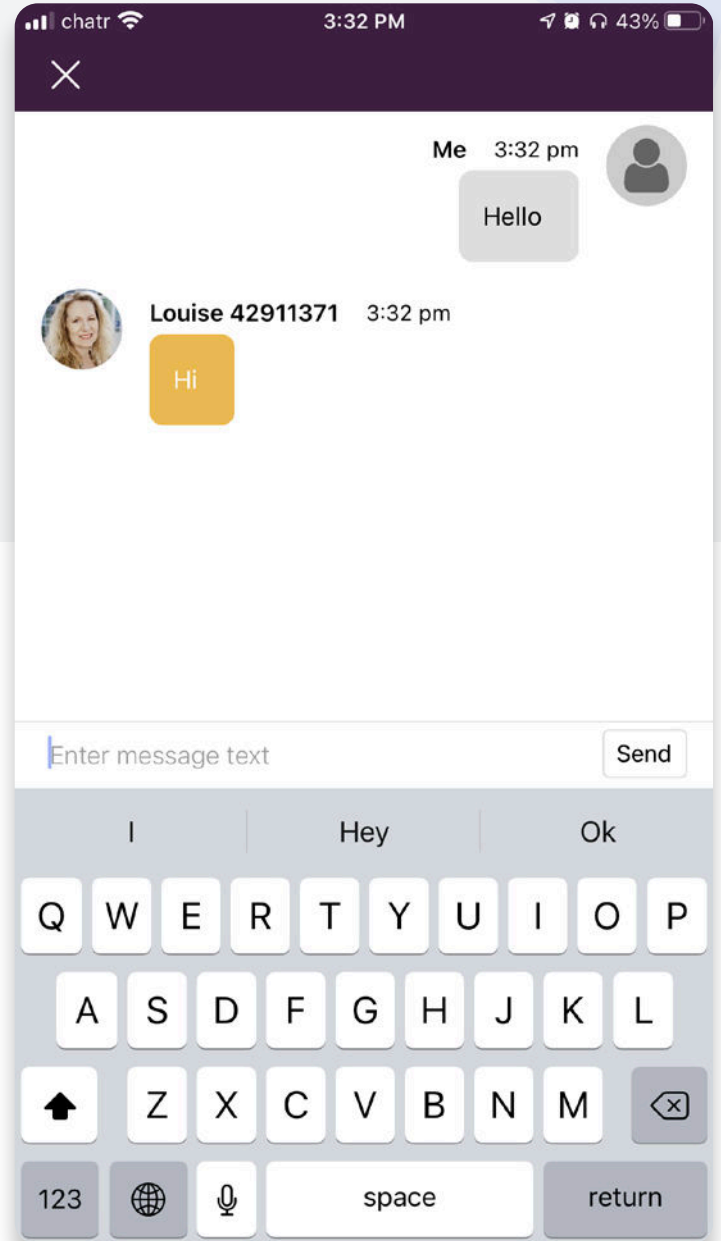 chatr 3:32 PM 43%
Me 3:32 pm
Hello
Louise 42911371 3:32 pm
Hi
Enter message text Send
I Hey Ok
Q W E R T Y U I O P
A S D F G H J K L
Z X C V B N M
123 space return